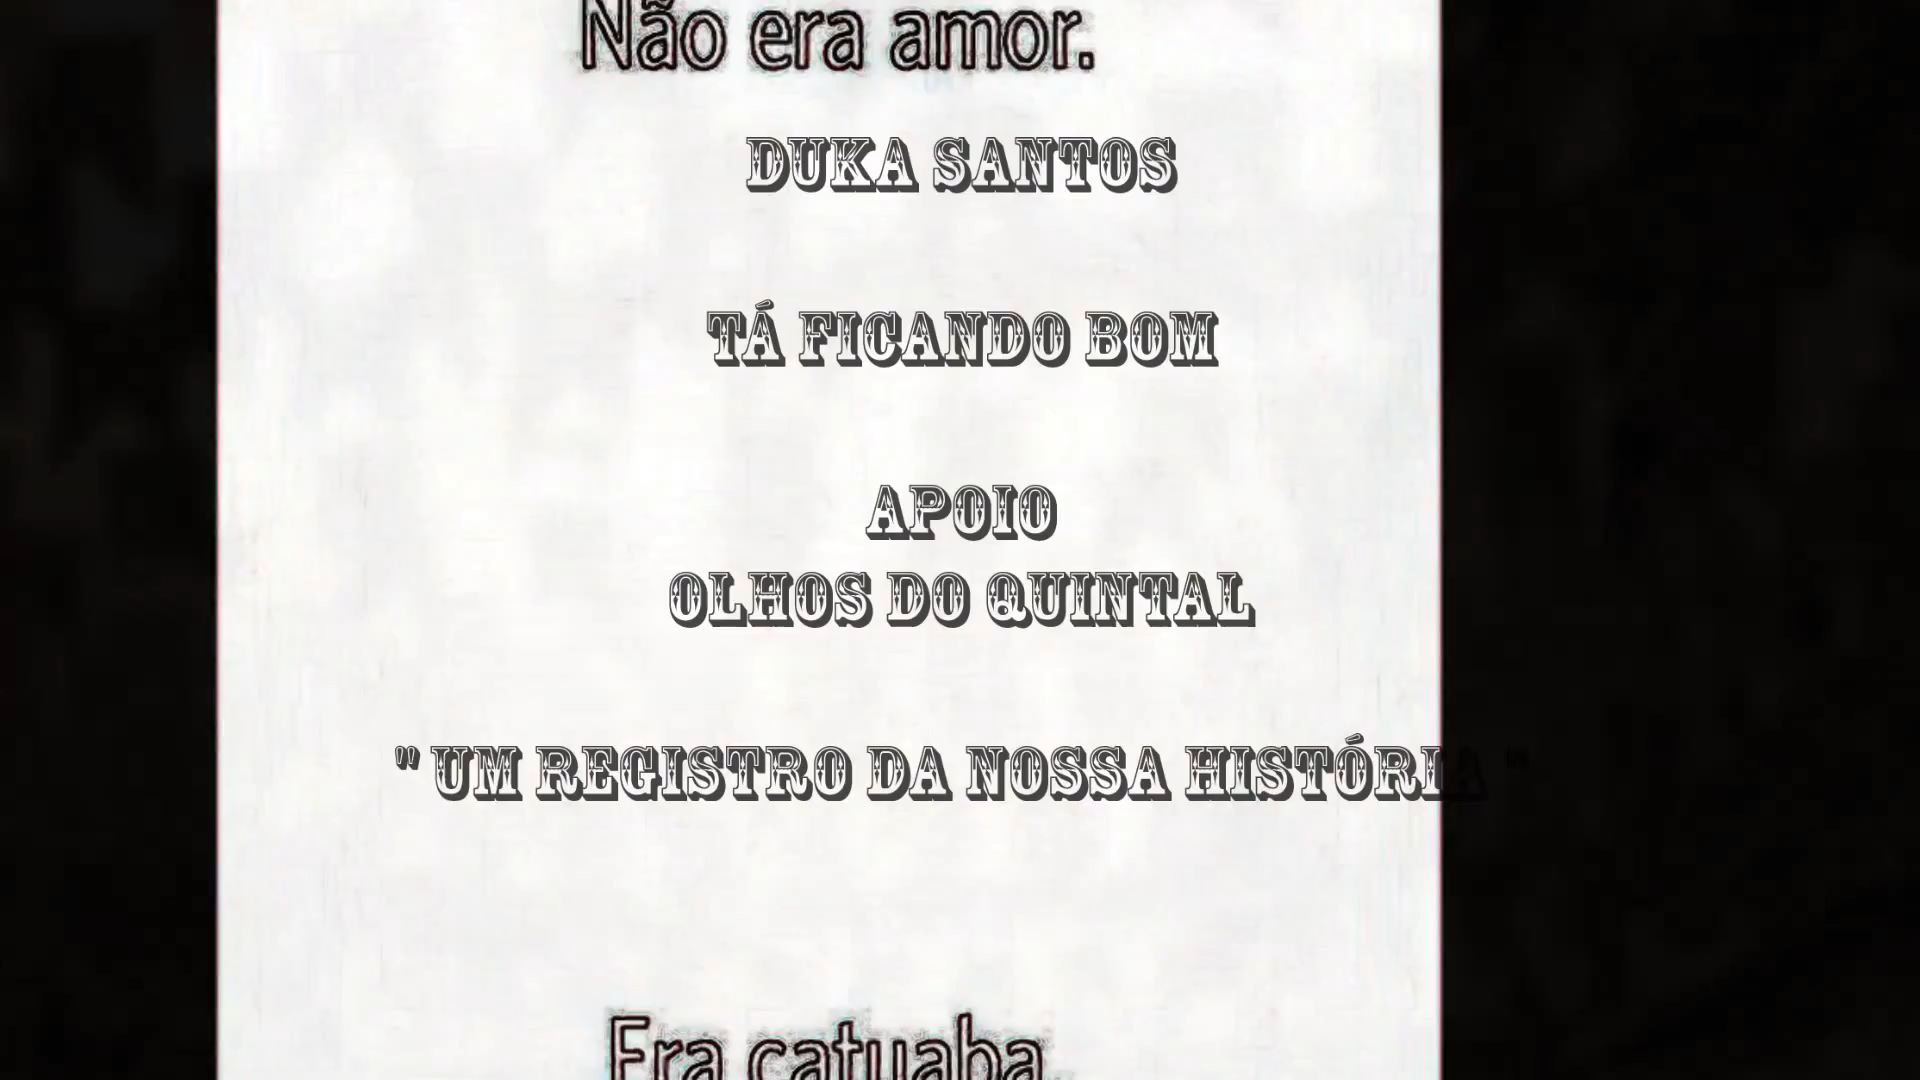 Não era amor.
DUKA SANTOS
TÁ FICANDO BOM
APOIO
OLHOS DO QUINTAL
" UM REGISTRO DA NOSSA HISTÓRIA "
Era catuaba.